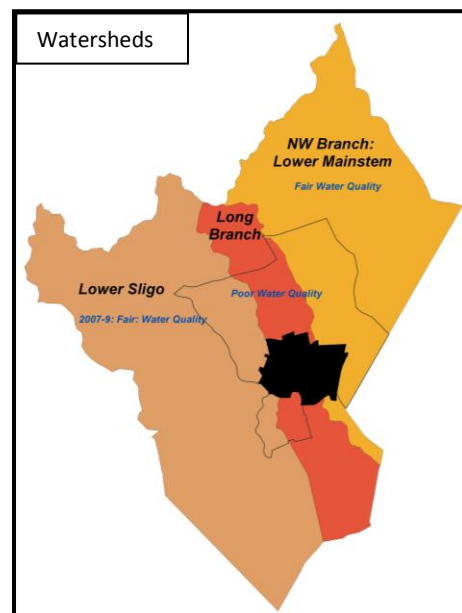 Watersheds
NW Branch:
Lower Mainstem
Fair Water Quality
Long
Branch
Lower Sligo
Poor Water Quality
2007-9: Fair: Water Quality